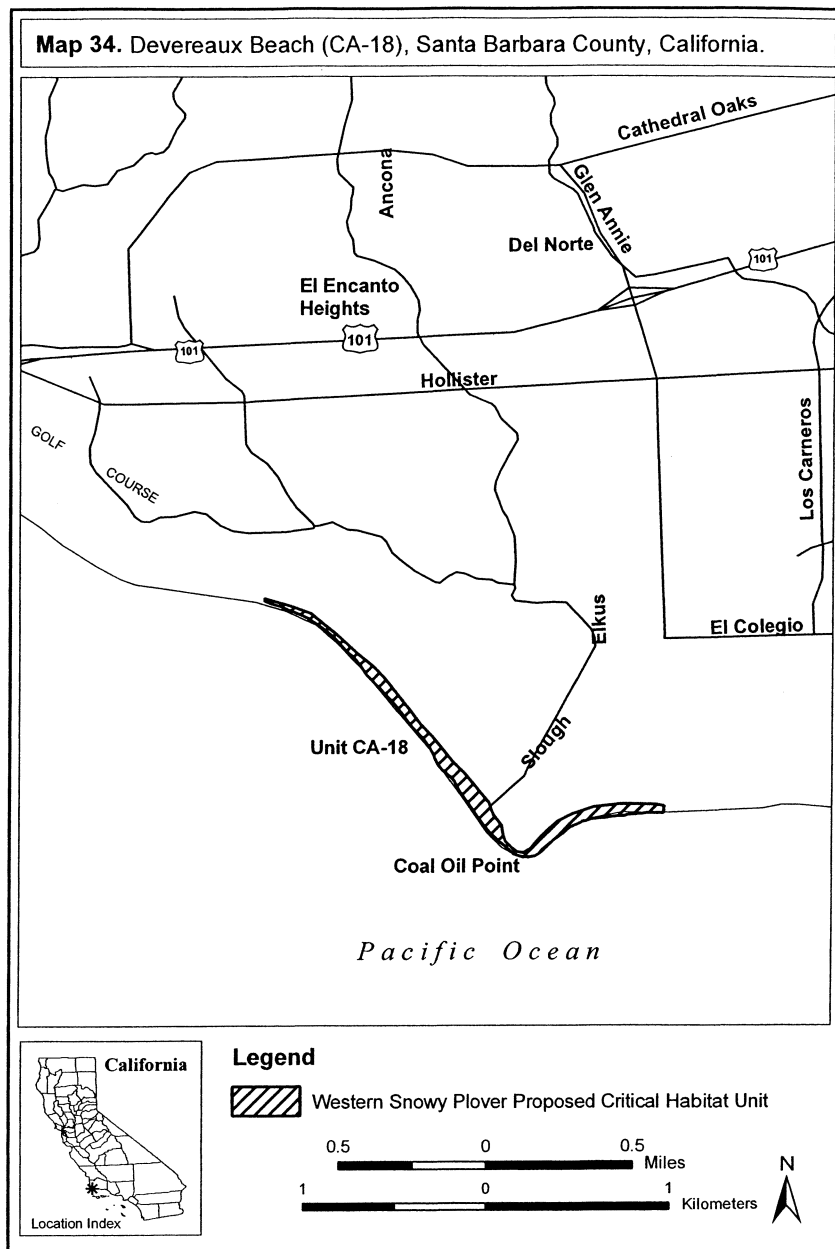 Map 34. Devereaux Beach (CA-18), Santa Barbara County, California.
Cathedral Oaks
Ancona
Glen Annie
Del Norte
101
El Encanto
Heights
101
101
Hollister
GOLF
COURSE
Los Carneros
Elkus
El Colegio
Unit CA-18
Slough
Coal Oil Point
Pacific Ocean
California
Location Index
Legend
Western Snowy Plover Proposed Critical Habitat Unit
0.5 0 0.5
Miles
1 0 1
Kilometers
N